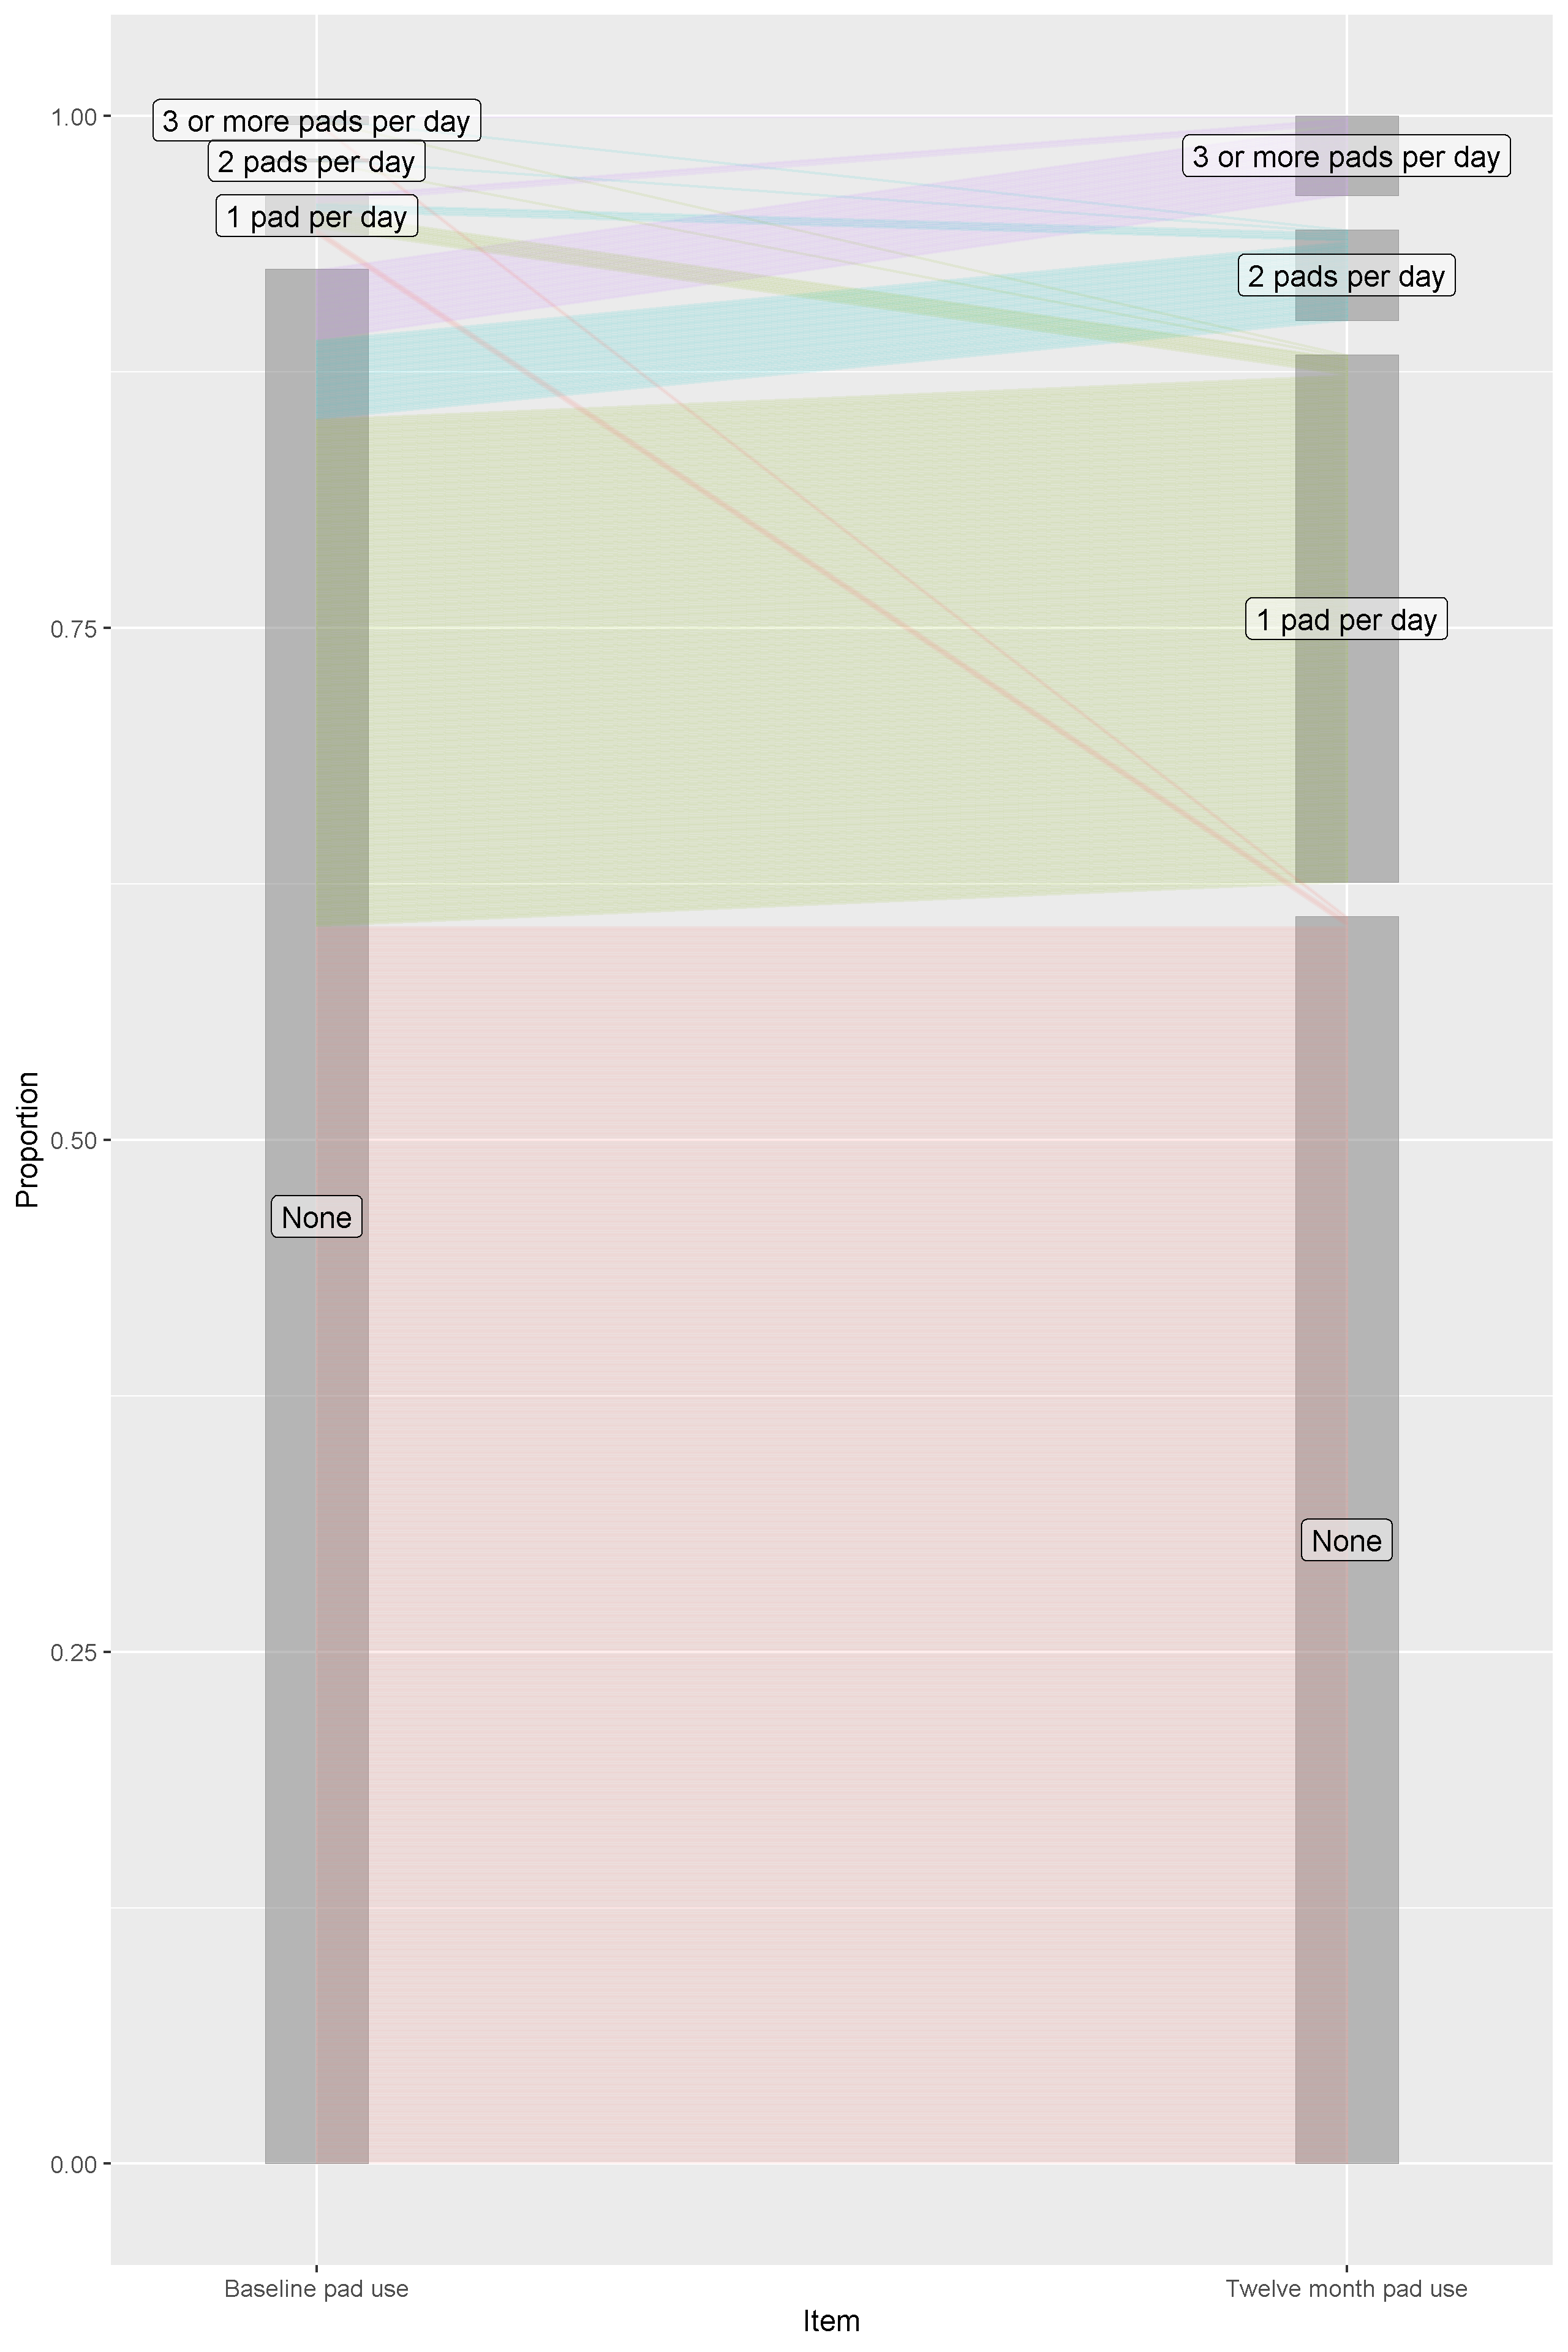 1.00
0.75
0.50
0.25
0.00
Proportion
3 or more pads per day
2 pads per day
1 pad per day
None
3 or more pads per day
2 pads per day
1 pad per day
None
Baseline pad use
Twelve month pad use
Item